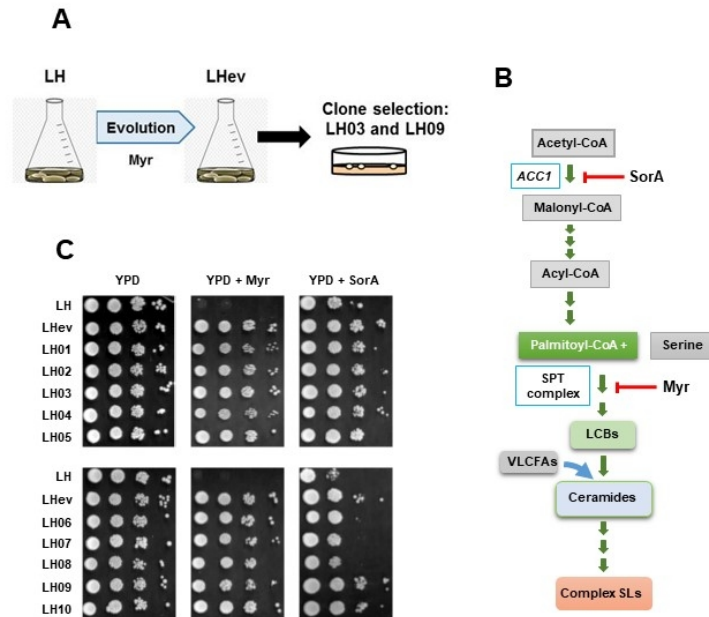 A
LH
LHev
Evolution
Myr
Clone selection:
LH03 and LH09
B
Acetyl-CoA
ACC1
SorA
Malonyl-CoA
Acyl-CoA
Palmitoyl-CoA +
Serine
SPT
complex
Myr
LCBs
VLCFAs
Ceramides
Complex SLs
C
YPD
YPD + Myr
YPD + SorA
LH
LHev
LH01
LH02
LH03
LH04
LH05
LH
LHev
LH06
LH07
LH08
LH09
LH10